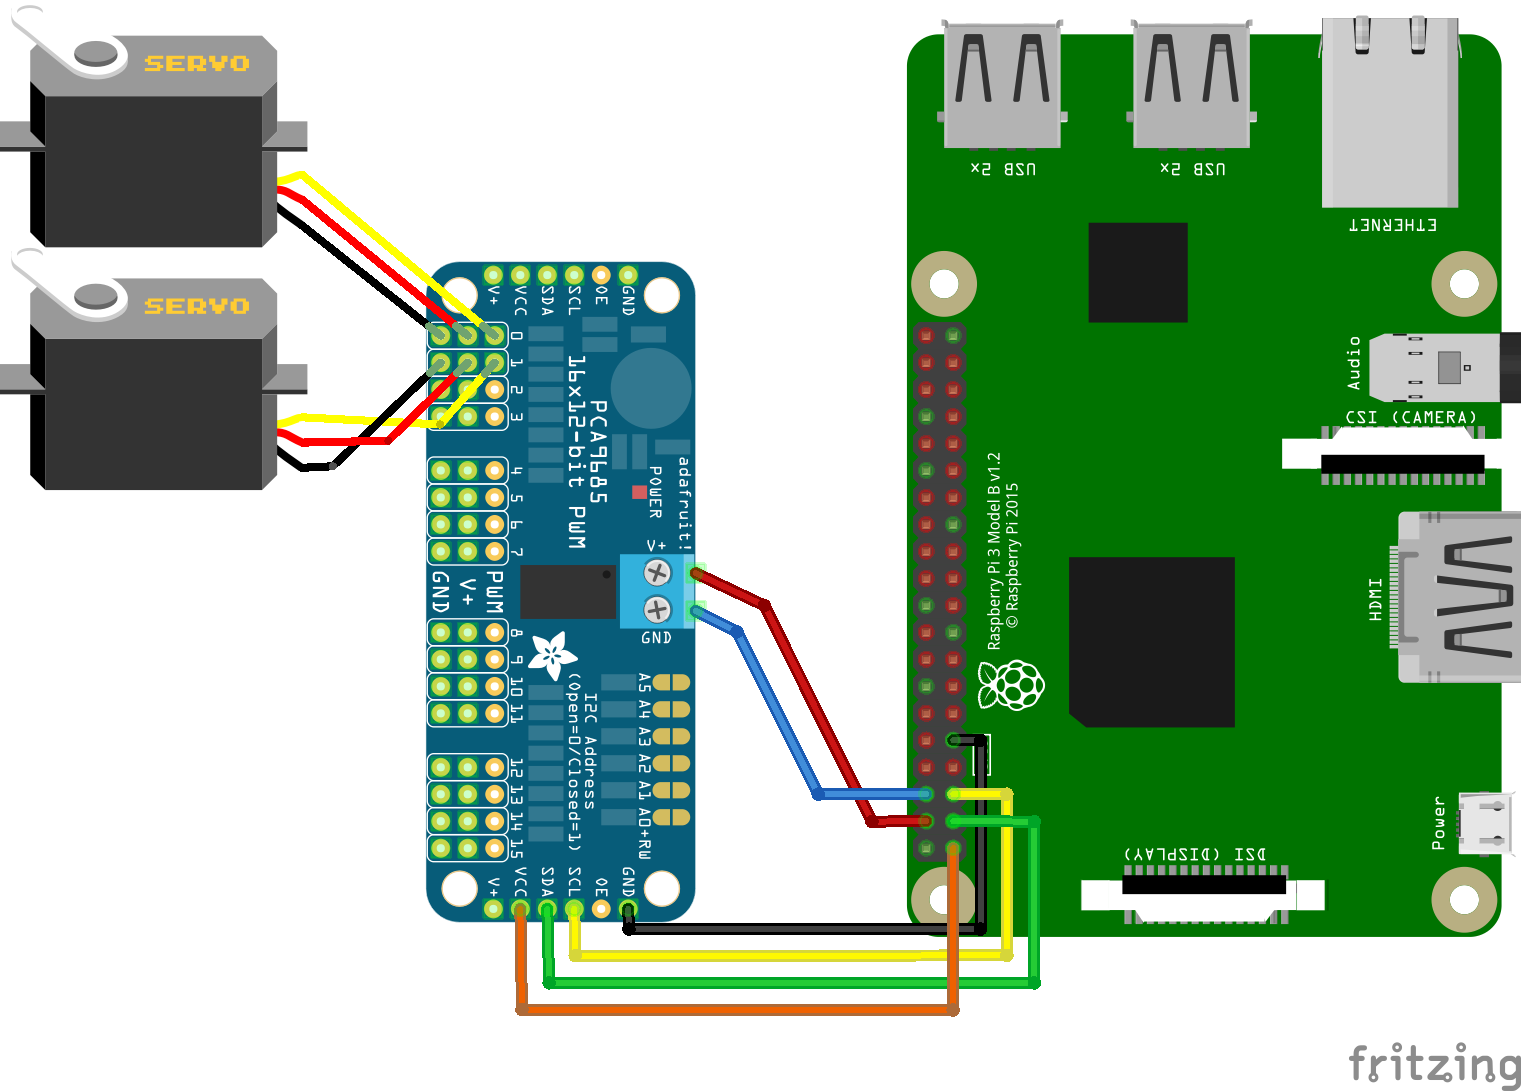 SERVO
SERVO
V+
VCC
SDA
SCL
OE
GND
0
1
2
3
4
5
6
7
GND
V+
PWM
8
9
10
11
12
13
14
15
16x12-bit PWM
PCA9685
POWER
adafruit!
V+
GND
I2C Address
(Open=0/Closed=1)
A5
A4
A3
A2
A1
A0+RW
V+
VCC
SDA
SCL
OE
GND
USB 2x
USB 2x
ETHERNET
Audio
CSI (CAMERA)
Raspberry Pi 3 Model B v1.2
© Raspberry Pi 2015
HDMI
Power
DSI (DISPLAY)
fritzing